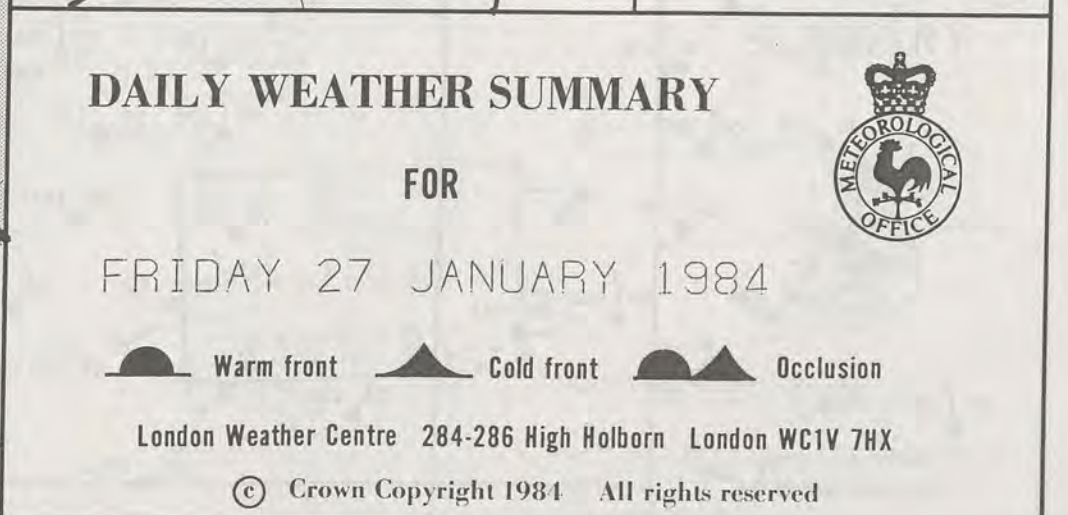 DAILY WEATHER SUMMARY
METEOROLOGICAL
OFFICE
FOR
FRIDAY 27 JANUARY 1984
Warm front Cold front Occlusion
London Weather Centre 284-286 High Holborn London WC1V 7HX
© Crown Copyright 1984 All rights reserved